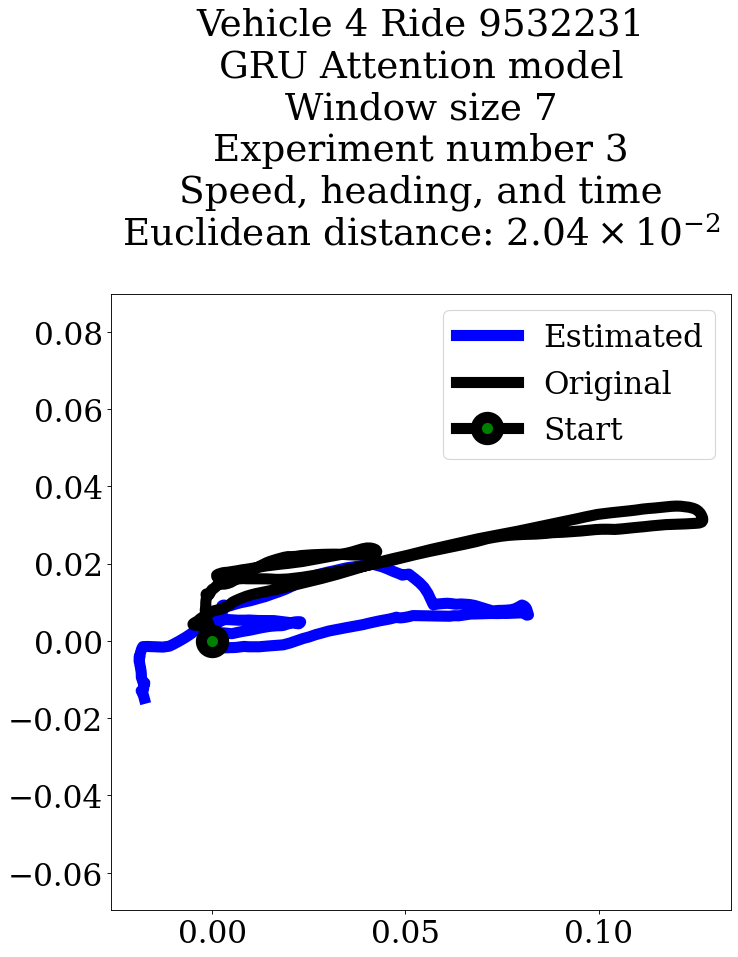 Vehicle 4 Ride 9532231
GRU Attention model
Window size 7
Experiment number 3
Speed, heading, and time
Euclidean distance: 2.04 × 10⁻²
Estimated
Original
Start
0.08
0.06
0.04
0.02
0.00
−0.02
−0.04
−0.06
0.00
0.05
0.10